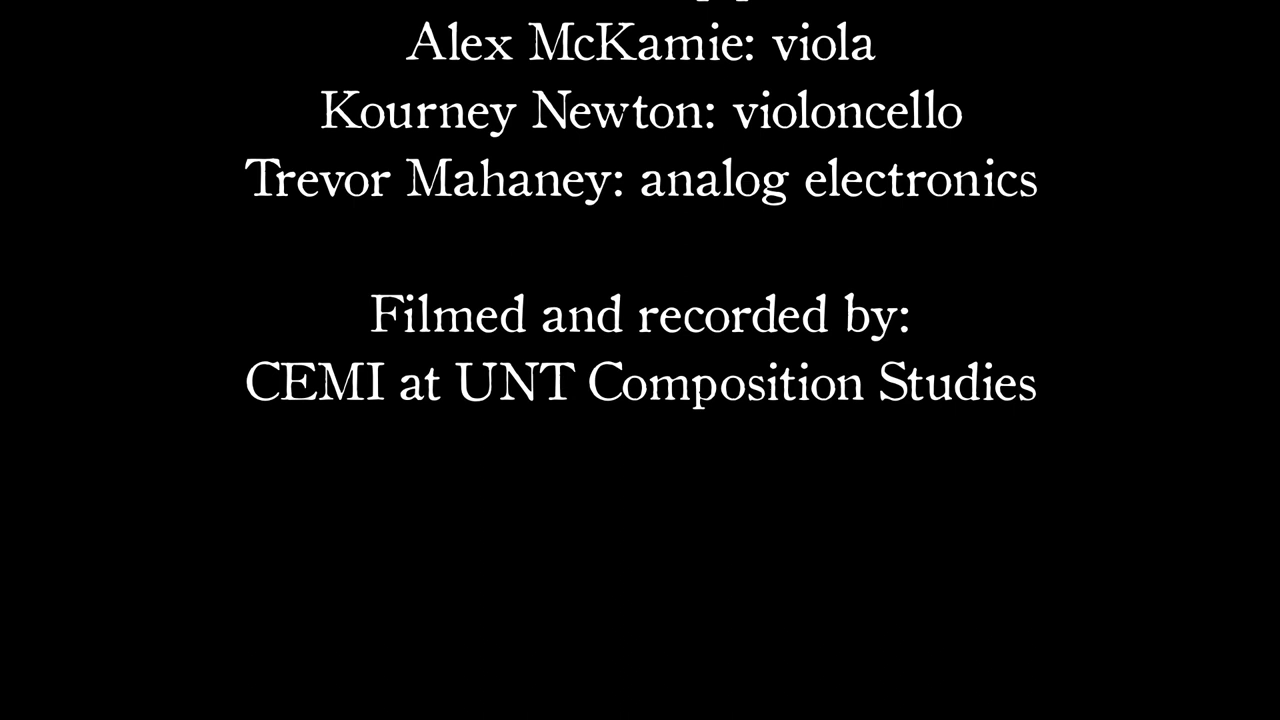 Alex McKamie: viola
Kourney Newton: violoncello
Trevor Mahaney: analog electronics
Filmed and recorded by:
CEMI at UNT Composition Studies